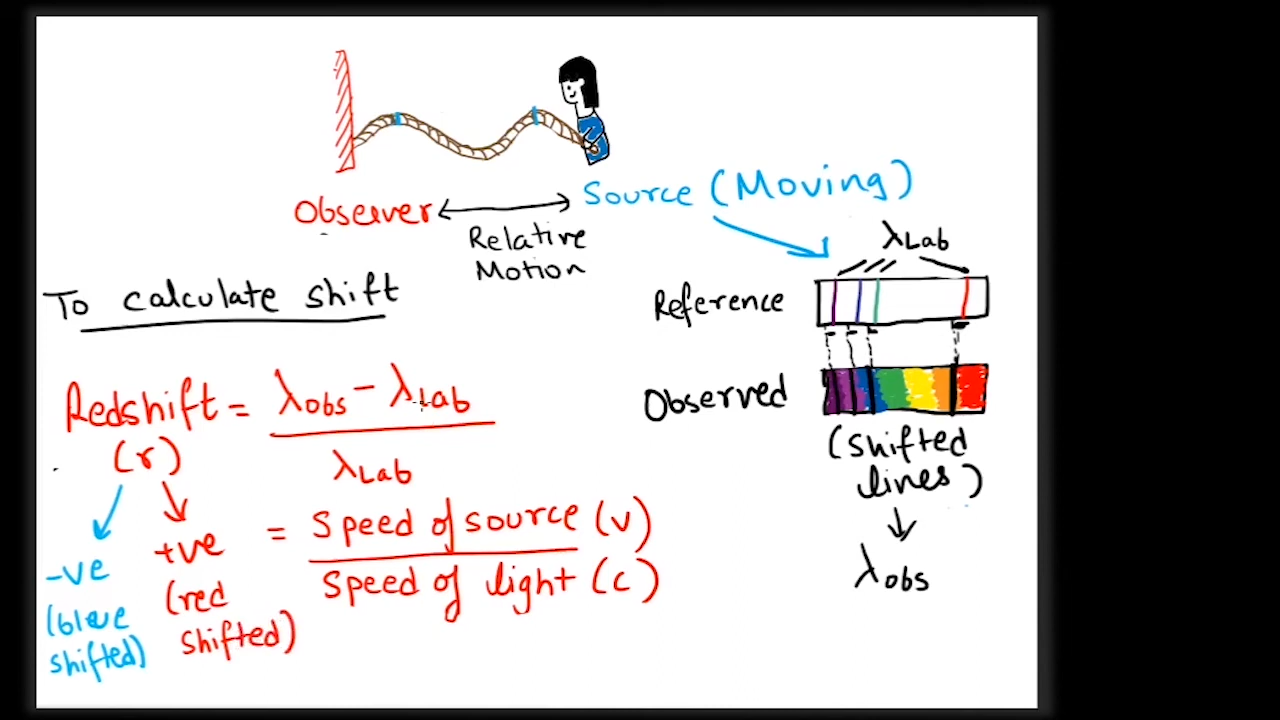 Observer
Source (Moving)
Relative
Motion
λLab
To calculate shift
Reference
Redshift = λobs - λLab
λLab
(r)
Observed
(Shifted
lines)
λobs
-ve
(blue
shifted)
+ve
(red
shifted)
= Speed of source (v)
Speed of light (c)